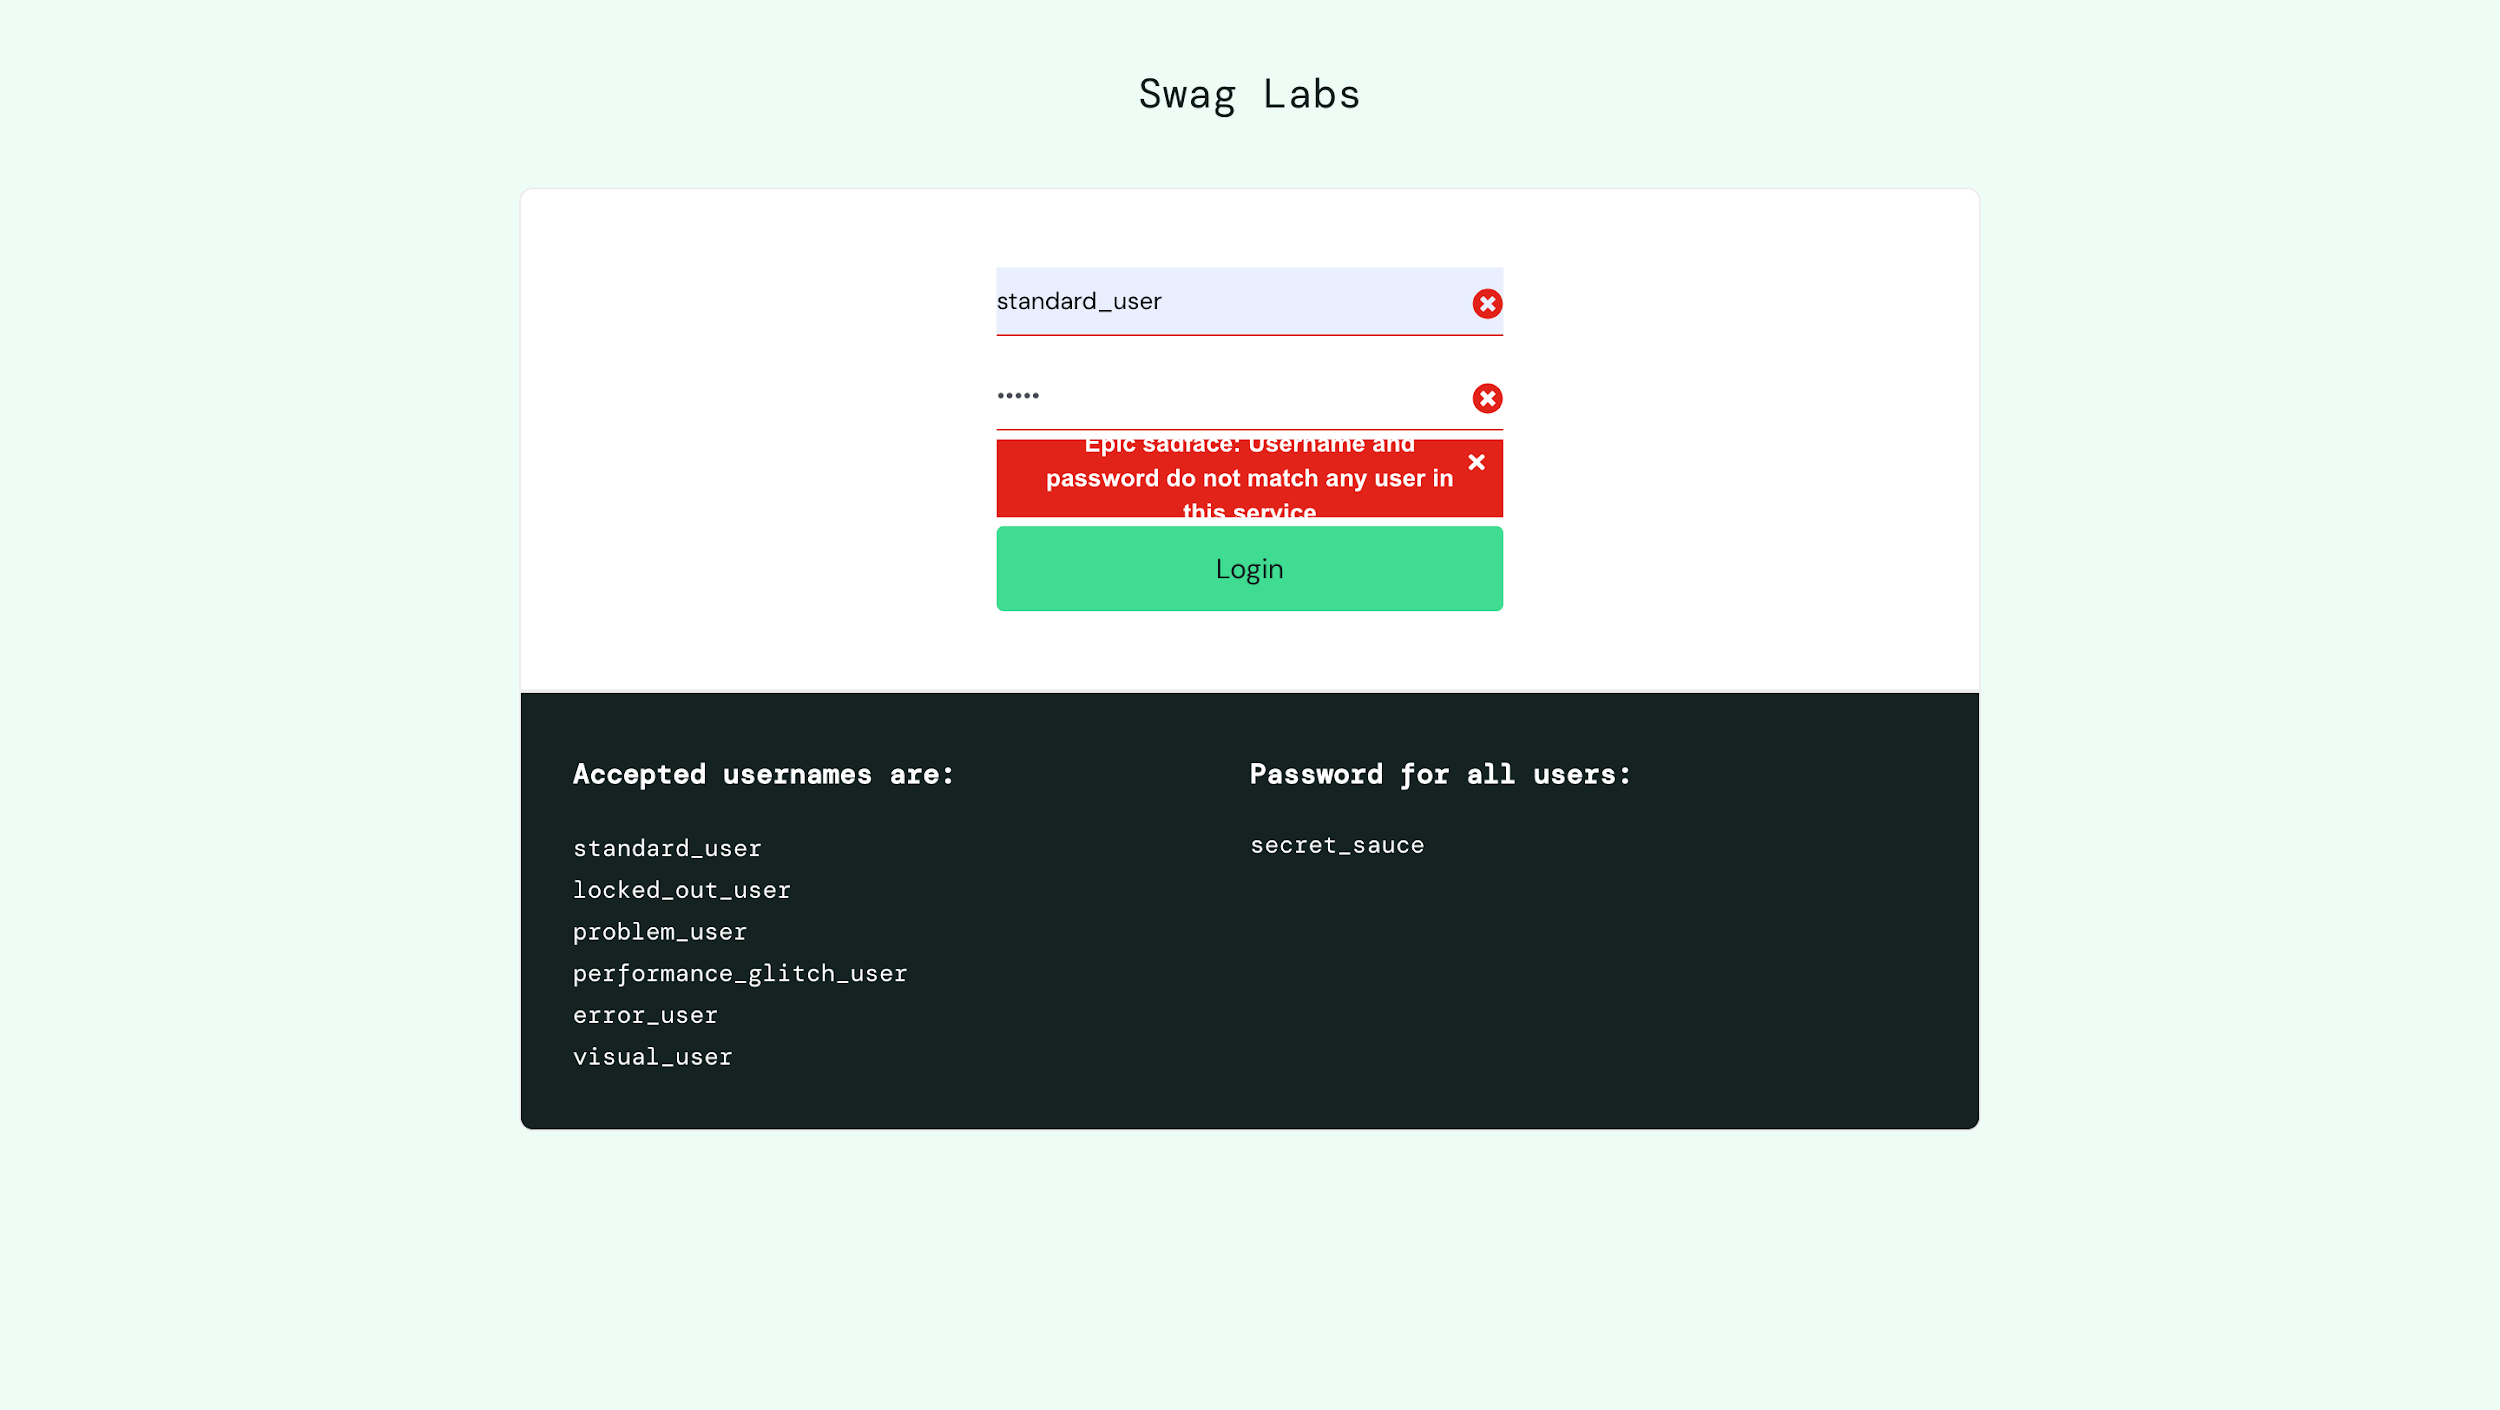 Swag Labs
standard_user
•••••
Epic sadface: Username and
password do not match any user in
this service
Login
Accepted usernames are:
standard_user
locked_out_user
problem_user
performance_glitch_user
error_user
visual_user
Password for all users:
secret_sauce